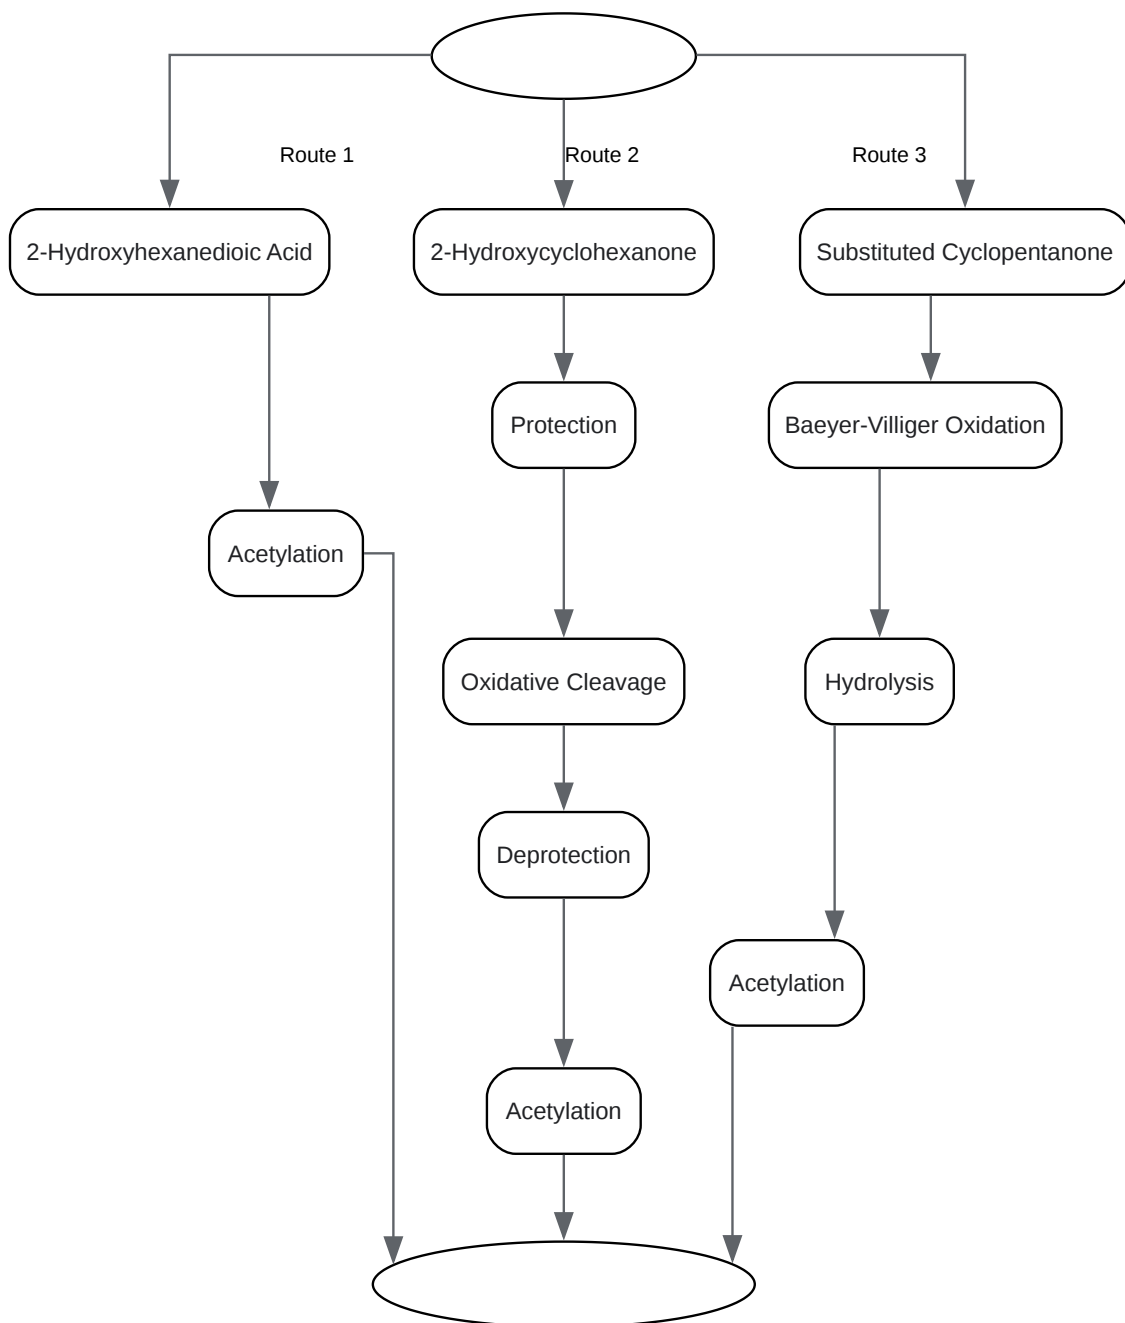 Route 1
Route 2
Route 3
2-Hydroxyhexanedioic Acid
2-Hydroxycyclohexanone
Substituted Cyclopentanone
Protection
Baeyer-Villiger Oxidation
Acetylation
Oxidative Cleavage
Hydrolysis
Deprotection
Acetylation
Acetylation